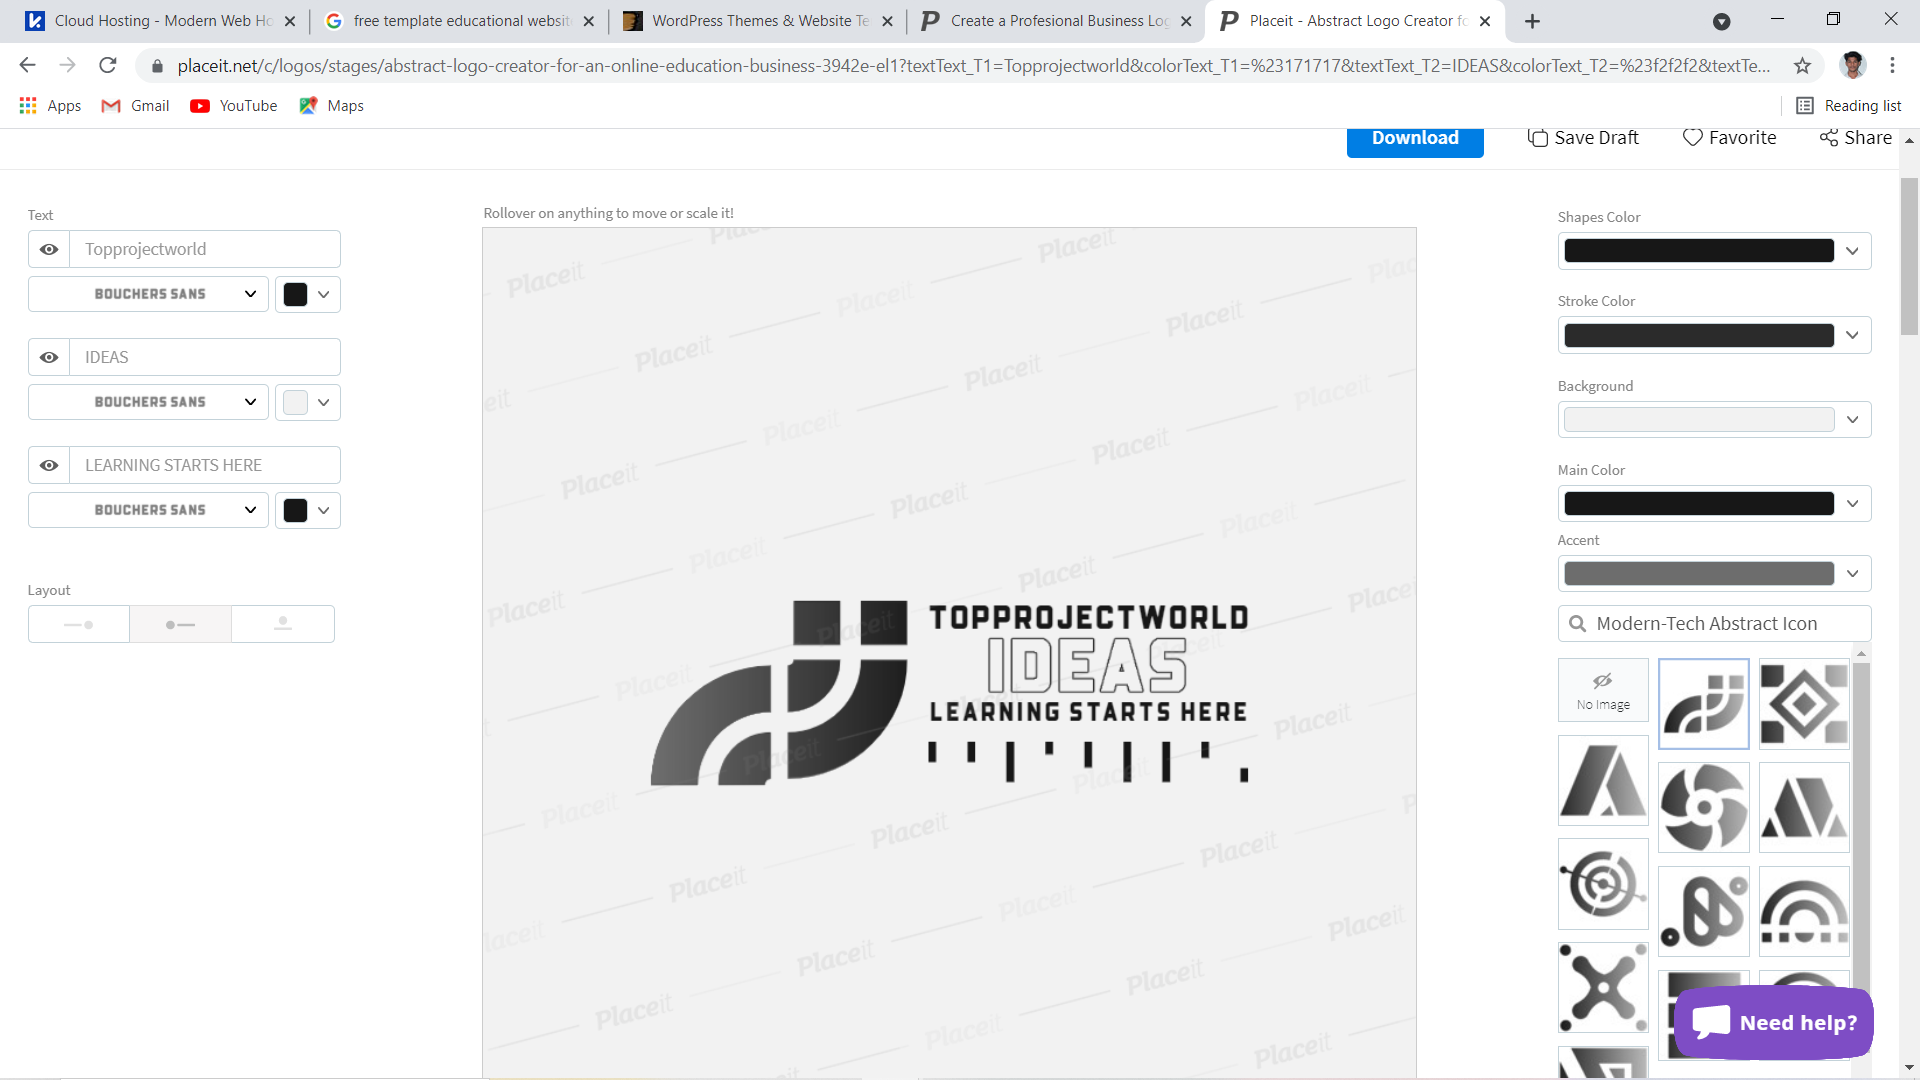 Cloud Hosting - Modern Web Ho
free template educational websit
WordPress Themes & Website Te
Create a Profesional Business Log
Placeit - Abstract Logo Creator fo
placeit.net/c/logos/stages/abstract-logo-creator-for-an-online-education-business-3942e-el1?textText_T1=Topprojectworld&colorText_T1=%23171717&textText_T2=IDEAS&colorText_T2=%23f2f2f2&textTe...
Apps
Gmail
YouTube
Maps
Reading list
Download
Save Draft
Favorite
Share
Text
Topprojectworld
BOUCHERS SANS
IDEAS
BOUCHERS SANS
LEARNING STARTS HERE
BOUCHERS SANS
Layout
Rollover on anything to move or scale it!
Placeit
TOPPROJECTWORLD
IDEAS
LEARNING STARTS HERE
Shapes Color
Stroke Color
Background
Main Color
Accent
Modern-Tech Abstract Icon
No Image
Need help?